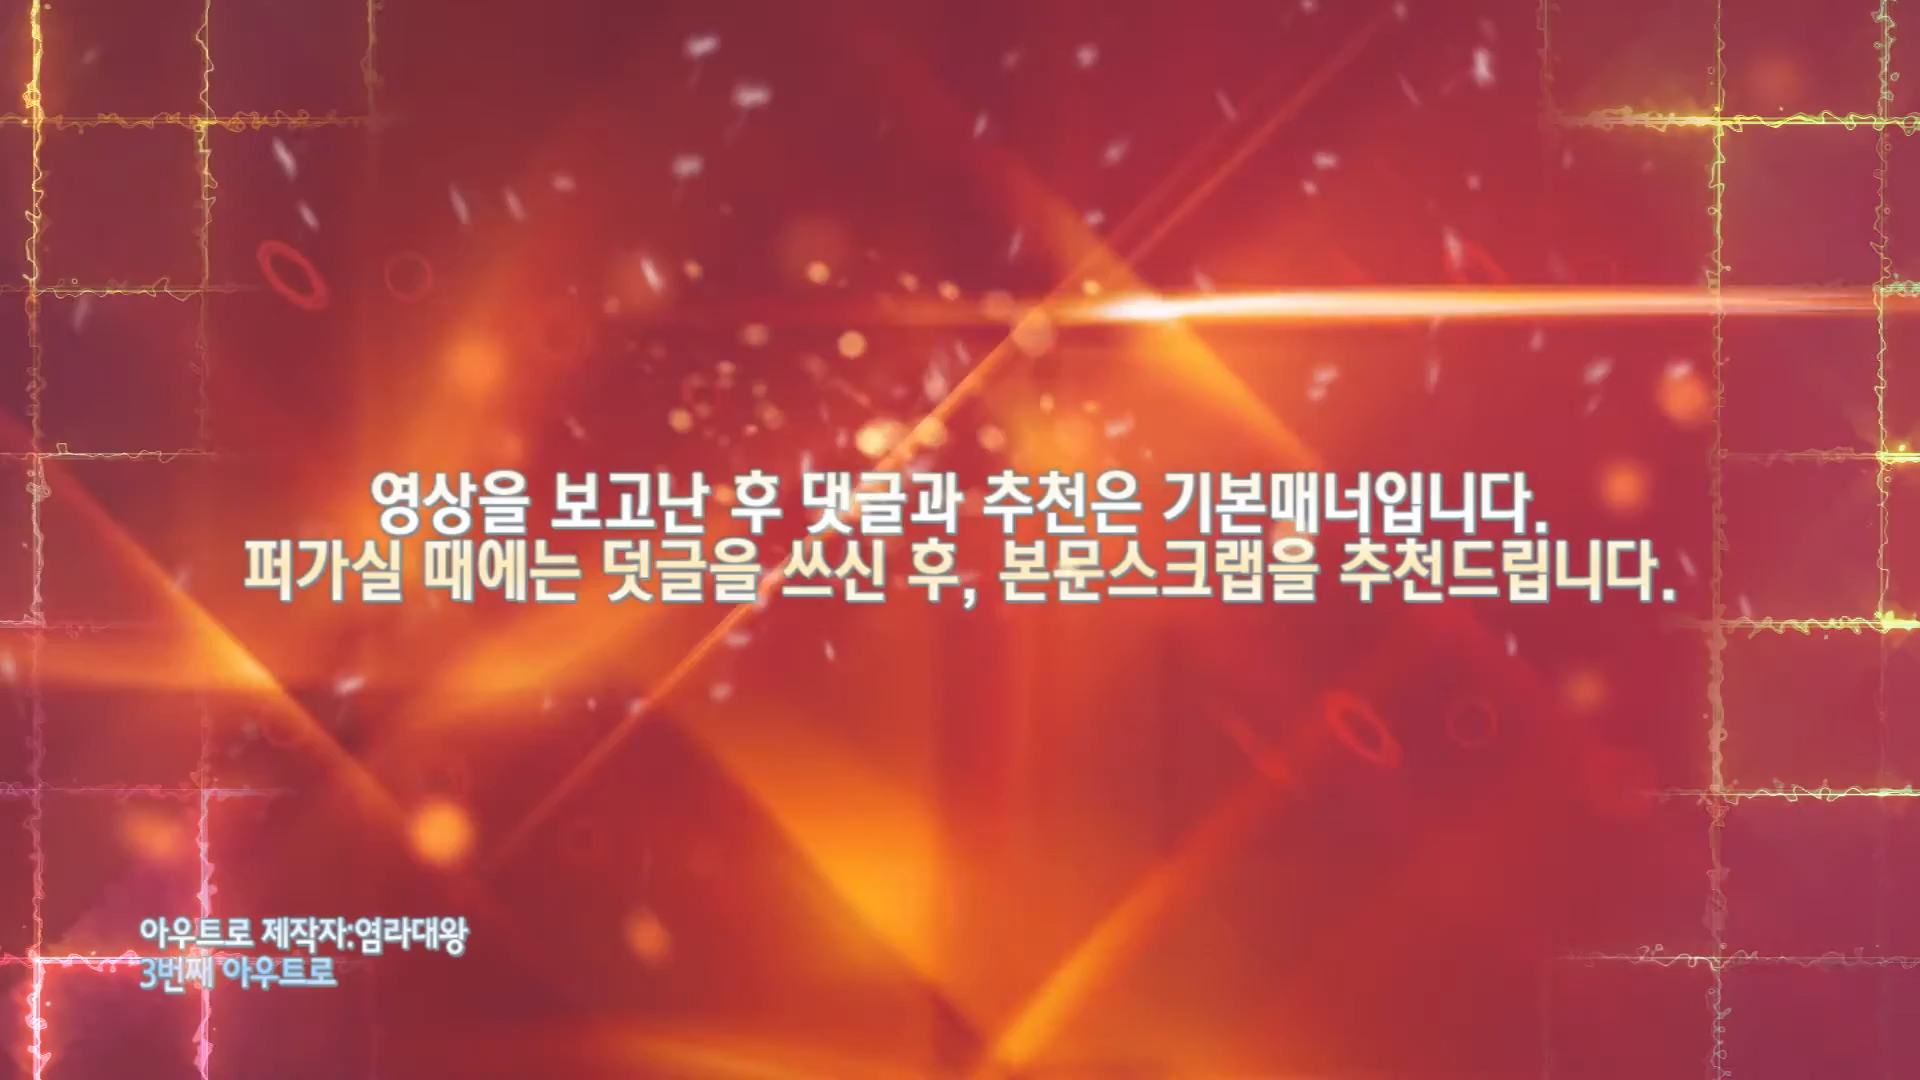 영상을 보고난 후 댓글과 추천은 기본매너입니다.
퍼가실 때에는 덧글을 쓰신 후, 본문스크랩을 추천드립니다.
아우트로 제작자:염라대왕
3번째 아우트로